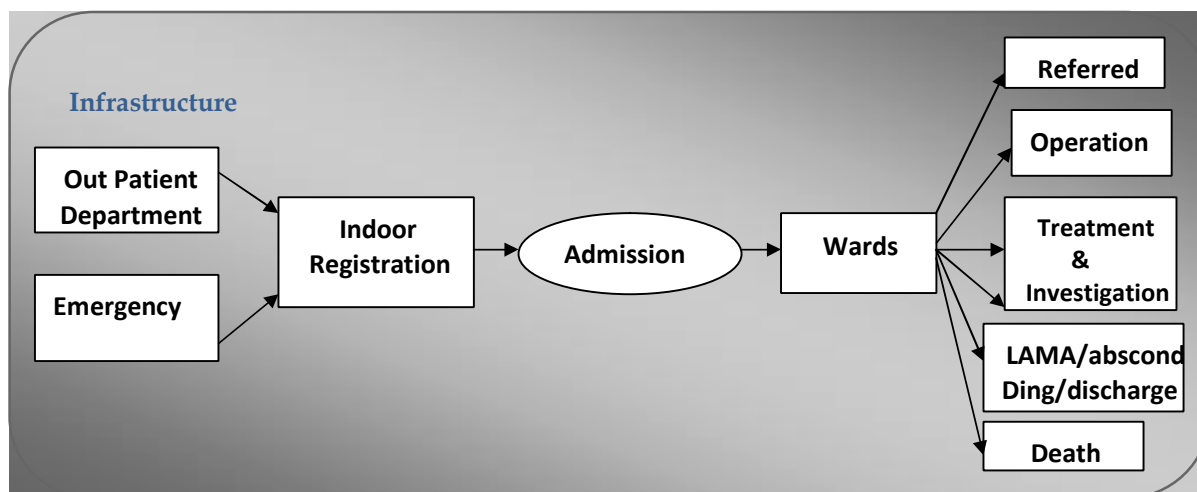 Infrastructure
Out Patient
Department
Emergency
Indoor
Registration
Admission
Wards
Referred
Operation
Treatment
&
Investigation
LAMA/abscond
Ding/discharge
Death